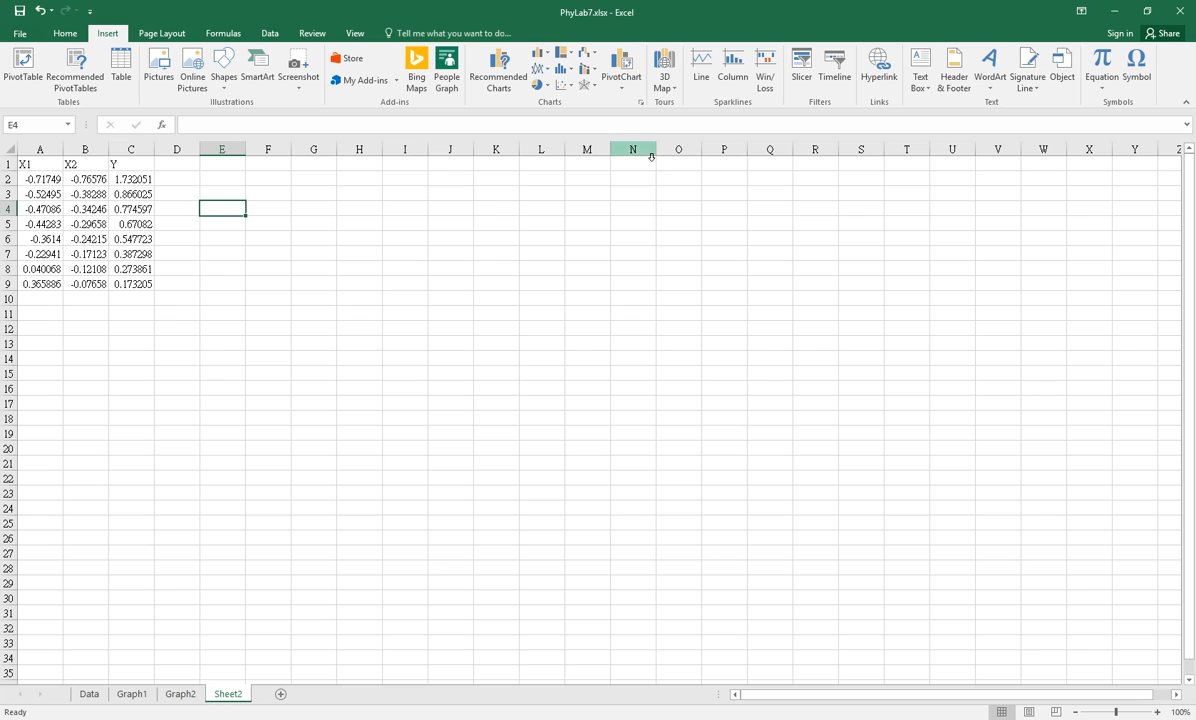 PhyLab7.xlsx - Excel
File Home Insert Page Layout Formulas Data Review View Tell me what you want to do... Sign in Share
PivotTable Recommended PivotTables Table
Tables
Pictures Online Pictures Shapes SmartArt Screenshot
Illustrations
Store
My Add-ins
Bing Maps People Graph
Add-ins
Recommended Charts PivotChart
Charts
3D Map
Tours
Line Column Win/Loss
Sparklines
Slicer Timeline
Filters
Hyperlink
Links
Text Box Header & Footer WordArt Signature Line Object
Text
Equation Symbol
Symbols
E4 fx
A B C D E F G H I J K L M N O P Q R S T U V W X Y Z
1 X1 X2 Y
2 -0.71749 -0.76576 1.732051
3 -0.52495 -0.38288 0.866025
4 -0.47086 -0.34246 0.774597
5 -0.44283 -0.29658 0.67082
6 -0.3614 -0.24215 0.547723
7 -0.22941 -0.17123 0.387298
8 0.040068 -0.12108 0.273861
9 0.365886 -0.07658 0.173205
10
11
12
13
14
15
16
17
18
19
20
21
22
23
24
25
26
27
28
29
30
31
32
33
34
35
Data Graph1 Graph2 Sheet2
Ready 100%